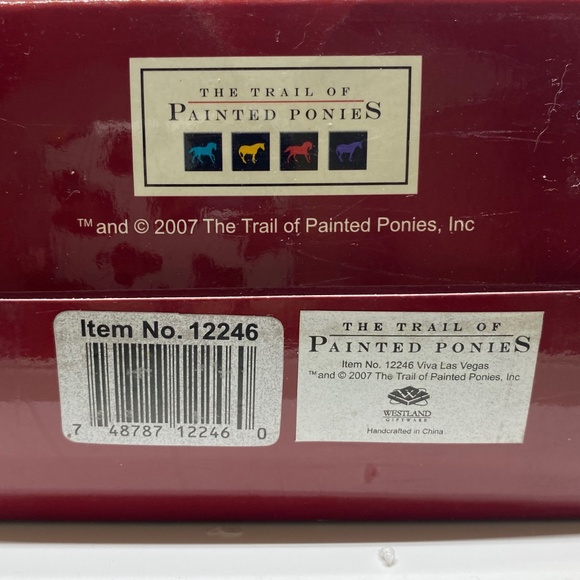 THE TRAIL OF
PAINTED PONIES
™ and © 2007 The Trail of Painted Ponies, Inc
Item No. 12246
7 48787 12246 0
THE TRAIL OF
PAINTED PONIES
Item No. 12246 Viva Las Vegas
™and © 2007 The Trail of Painted Ponies, Inc
WESTLAND
GIFTWARE
Handcrafted in China